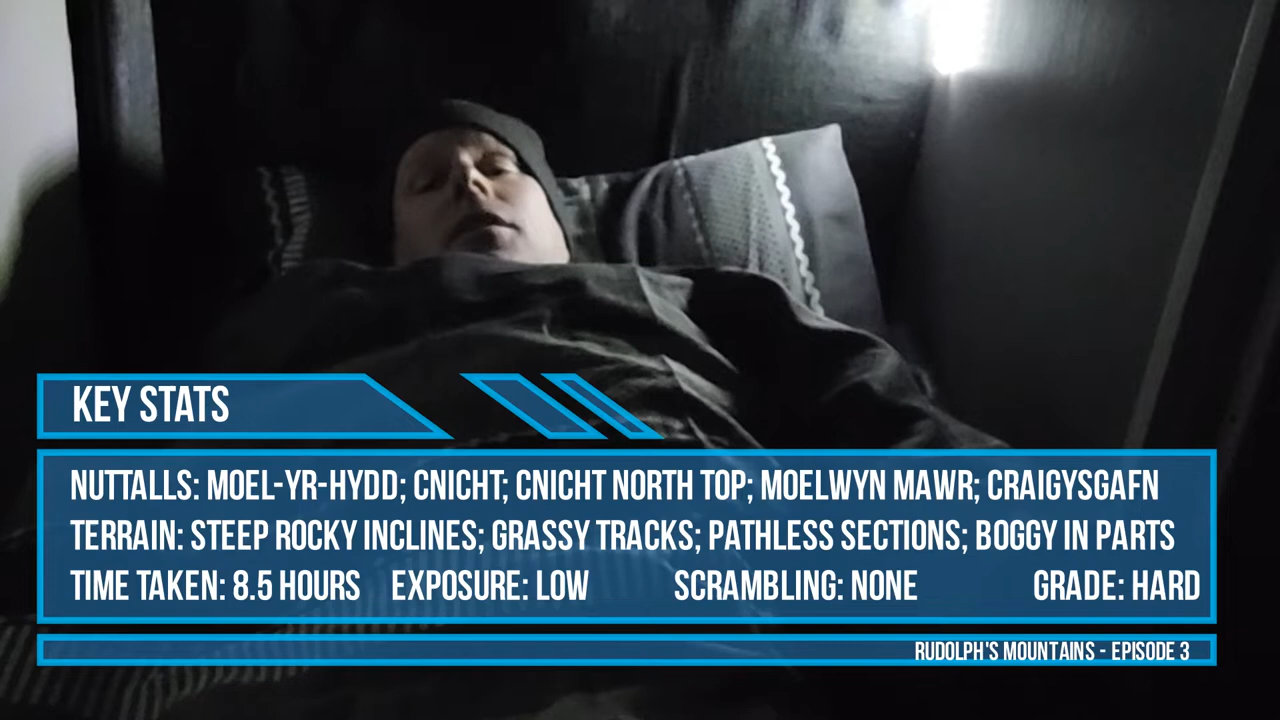 KEY STATS
NUTTALLS: MOEL-YR-HYDD; CNICHT; CNICHT NORTH TOP; MOELWYN MAWR; CRAIGYSGAFN
TERRAIN: STEEP ROCKY INCLINES; GRASSY TRACKS; PATHLESS SECTIONS; BOGGY IN PARTS
TIME TAKEN: 8.5 HOURS EXPOSURE: LOW SCRAMBLING: NONE GRADE: HARD
RUDOLPH'S MOUNTAINS - EPISODE 3